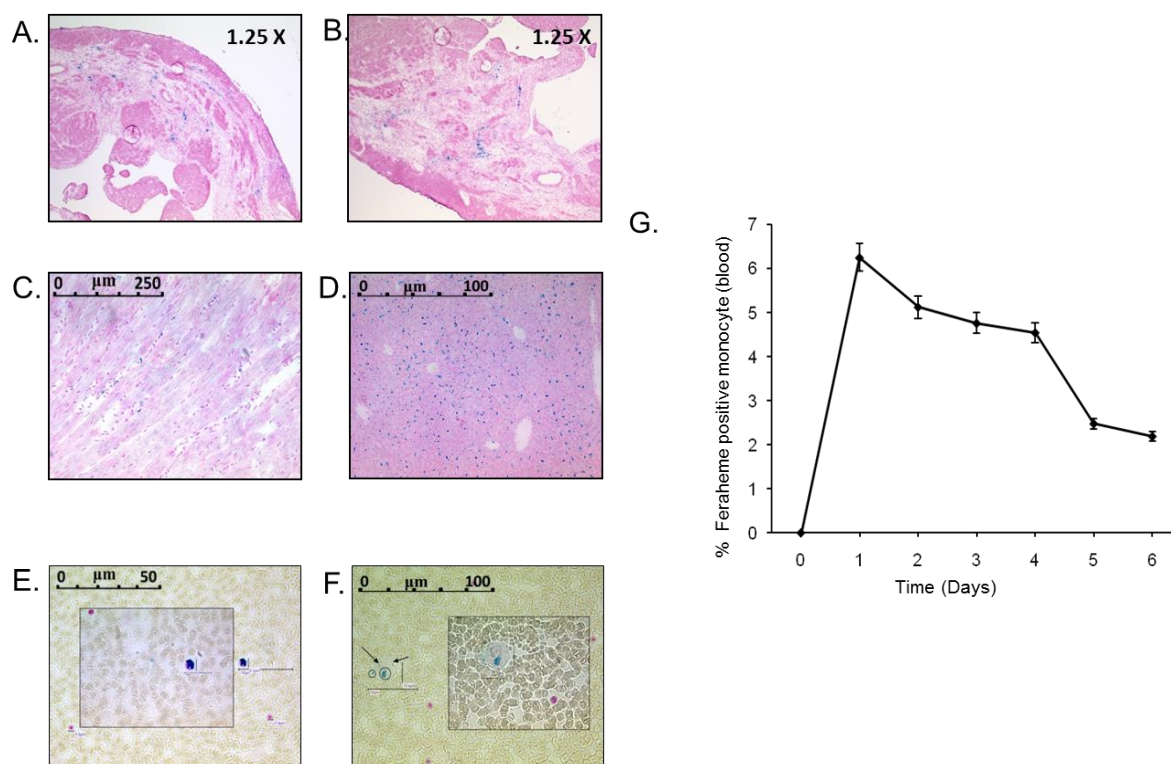 A.
1.25 X
B.
1.25 X
C.
0 µm 250
D.
0 µm 100
E.
0 µm 50
F.
0 µm 100
G.
% Feraheme positive monocyte (blood)
7
6
5
4
3
2
1
0
0 1 2 3 4 5 6
Time (Days)